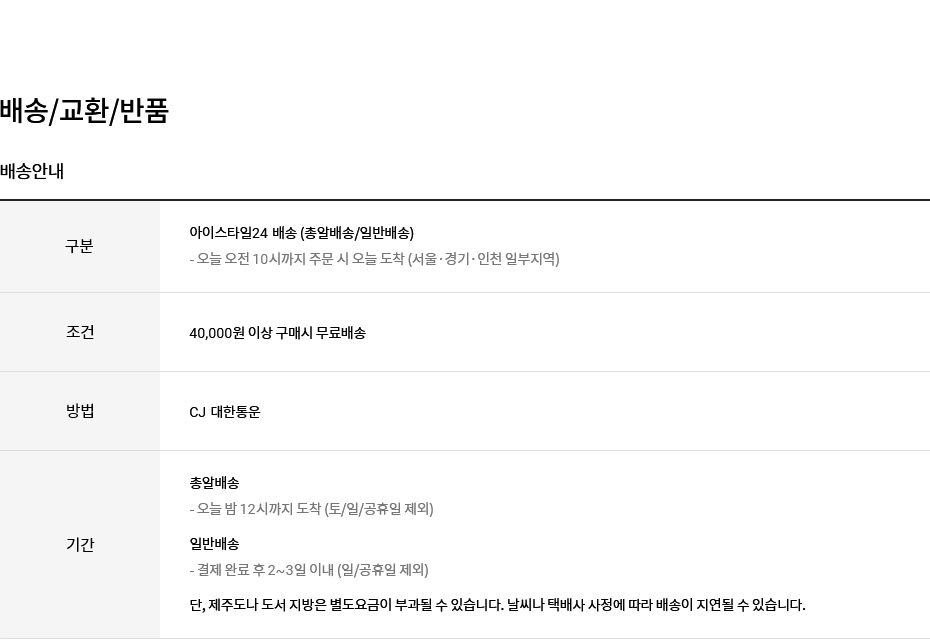 배송/교환/반품
배송안내
구분
아이스타일24 배송 (총알배송/일반배송)
- 오늘 오전 10시까지 주문 시 오늘 도착 (서울·경기·인천 일부지역)
조건
40,000원 이상 구매시 무료배송
방법
CJ 대한통운
기간
총알배송
- 오늘 밤 12시까지 도착 (토/일/공휴일 제외)
일반배송
- 결제 완료 후 2~3일 이내 (일/공휴일 제외)
단, 제주도나 도서 지방은 별도요금이 부과될 수 있습니다. 날씨나 택배사 사정에 따라 배송이 지연될 수 있습니다.